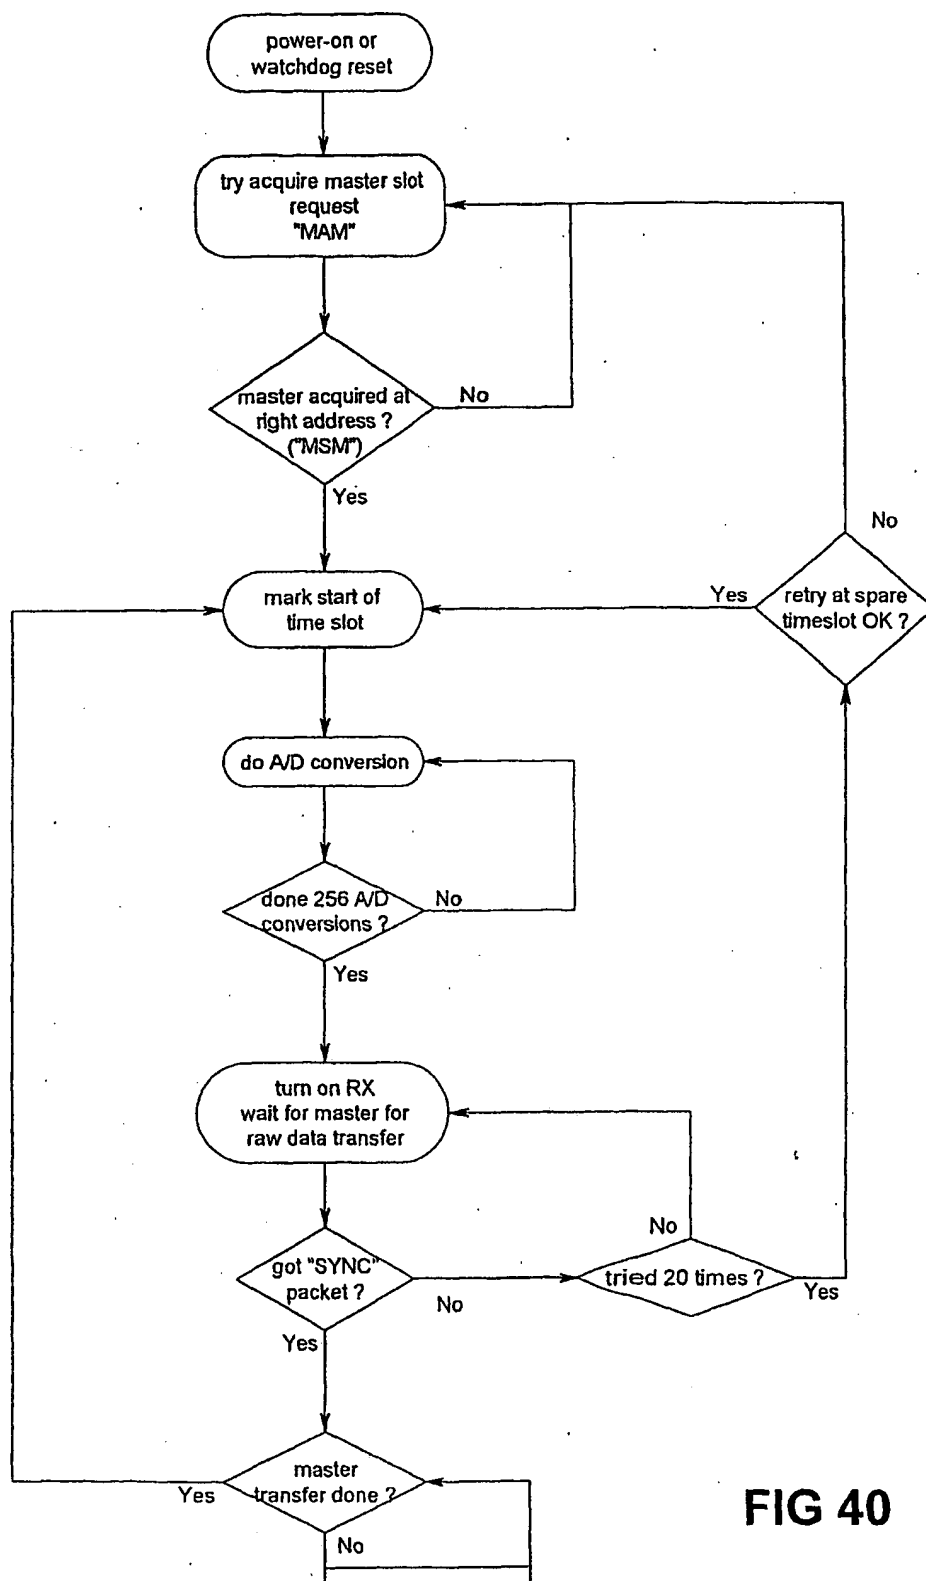 power-on or
watchdog reset
try acquire master slot
request
"MAM"
master acquired at
right address ?
("MSM")
No
Yes
mark start of
time slot
Yes
retry at spare
timeslot OK ?
No
do A/D conversion
done 256 A/D
conversions ?
No
Yes
turn on RX
wait for master for
raw data transfer
got "SYNC"
packet ?
No
Yes
tried 20 times ?
No
Yes
master
transfer done ?
Yes
No
FIG 40